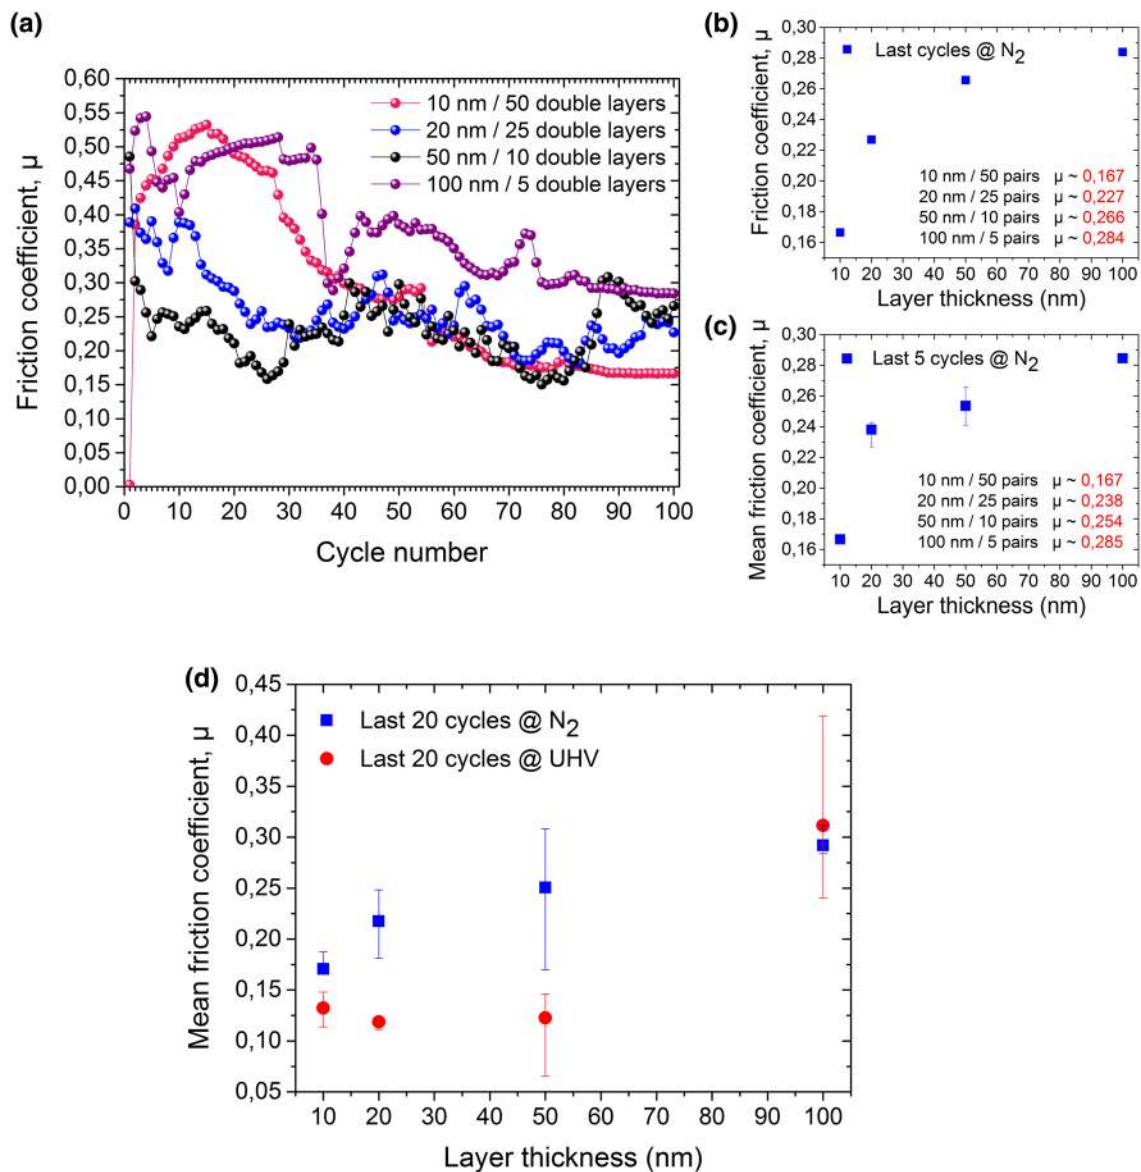 (a)
0,60
0,55
0,50
0,45
0,40
0,35
0,30
0,25
0,20
0,15
0,10
0,05
0,00
Friction coefficient, μ
10 nm / 50 double layers
20 nm / 25 double layers
50 nm / 10 double layers
100 nm / 5 double layers
0 10 20 30 40 50 60 70 80 90 100
Cycle number
(b)
0,30
0,28
0,26
0,24
0,22
0,20
0,18
0,16
Friction coefficient, μ
Last cycles @ N2
10 nm / 50 pairs μ ~ 0,167
20 nm / 25 pairs μ ~ 0,227
50 nm / 10 pairs μ ~ 0,266
100 nm / 5 pairs μ ~ 0,284
10 20 30 40 50 60 70 80 90 100
Layer thickness (nm)
(c)
0,30
0,28
0,26
0,24
0,22
0,20
0,18
0,16
Mean friction coefficient, μ
Last 5 cycles @ N2
10 nm / 50 pairs μ ~ 0,167
20 nm / 25 pairs μ ~ 0,238
50 nm / 10 pairs μ ~ 0,254
100 nm / 5 pairs μ ~ 0,285
10 20 30 40 50 60 70 80 90 100
Layer thickness (nm)
(d)
0,45
0,40
0,35
0,30
0,25
0,20
0,15
0,10
0,05
Mean friction coefficient, μ
Last 20 cycles @ N2
Last 20 cycles @ UHV
10 20 30 40 50 60 70 80 90 100
Layer thickness (nm)